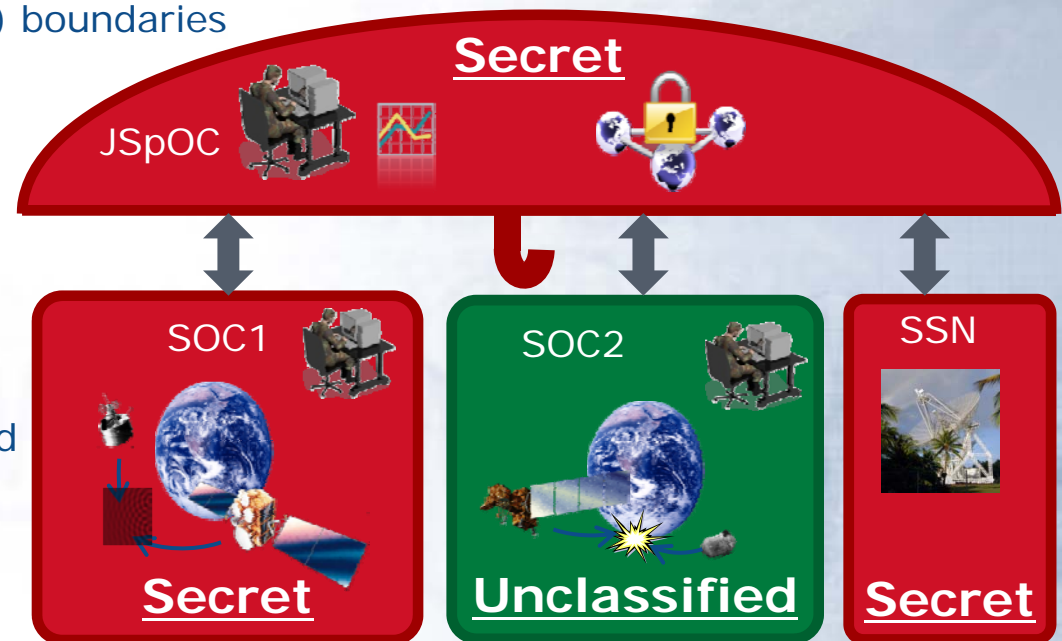 ) boundaries
Secret
JSpOC
SOC1
SOC2
SSN
d
Secret
Unclassified
Secret